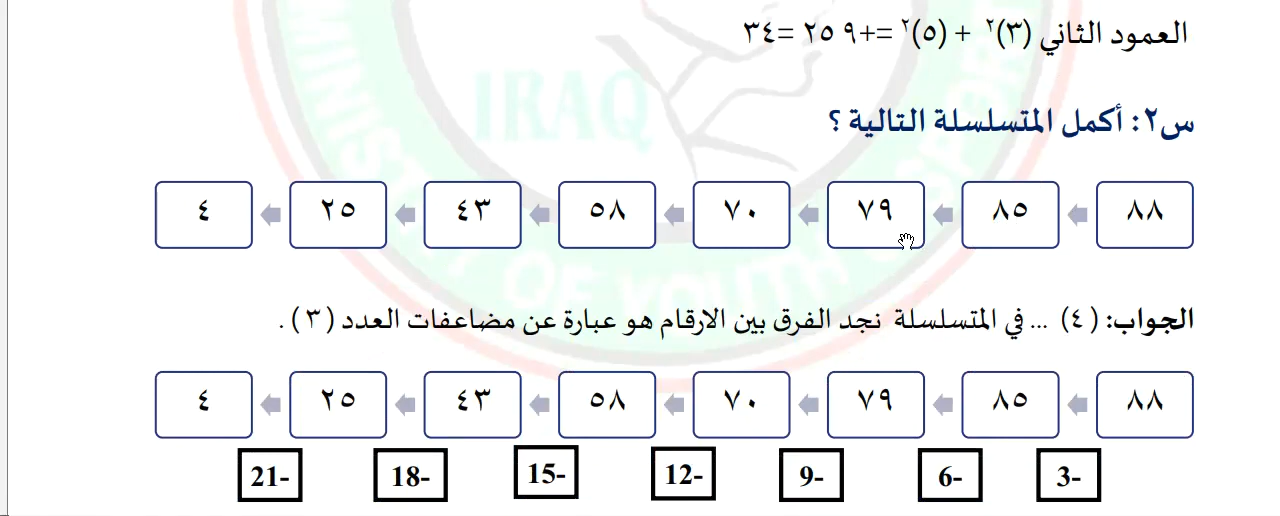 العمود الثاني (٣)٢ + (٥)٢ =+٩ ٢٥ =٣٤
IRAQ
س٢: أكمل المتسلسلة التالية ؟
٨٨ ٨٥ ٧٩ ٧٠ ٥٨ ٤٣ ٢٥ ٤
OF YOUTH
الجواب: (٤) ... في المتسلسلة نجد الفرق بين الارقام هو عبارة عن مضاعفات العدد (٣) .
٨٨ ٨٥ ٧٩ ٧٠ ٥٨ ٤٣ ٢٥ ٤
3- 6- 9- 12- 15- 18- 21-